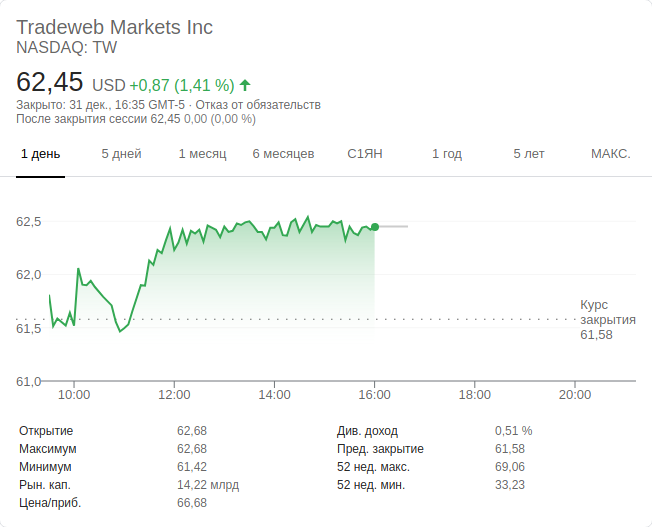 Tradeweb Markets Inc
NASDAQ: TW
62,45 USD +0,87 (1,41 %)
Закрыто: 31 дек., 16:35 GMT-5 · Отказ от обязательств
После закрытия сессии 62,45 0,00 (0,00 %)
1 день 5 дней 1 месяц 6 месяцев С1ЯН 1 год 5 лет МАКС.
62,5
62,0
61,5
61,0
Курс
закрытия
61,58
10:00 12:00 14:00 16:00 18:00 20:00
Открытие 62,68 Див. доход 0,51 %
Максимум 62,68 Пред. закрытие 61,58
Минимум 61,42 52 нед. макс. 69,06
Рын. кап. 14,22 млрд 52 нед. мин. 33,23
Цена/приб. 66,68